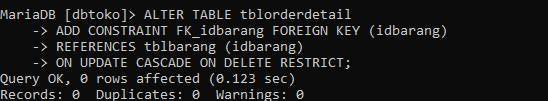 MariaDB [dbtoko]> ALTER TABLE tblorderdetail
    -> ADD CONSTRAINT FK_idbarang FOREIGN KEY (idbarang)
    -> REFERENCES tblbarang (idbarang)
    -> ON UPDATE CASCADE ON DELETE RESTRICT;
Query OK, 0 rows affected (0.123 sec)
Records: 0  Duplicates: 0  Warnings: 0